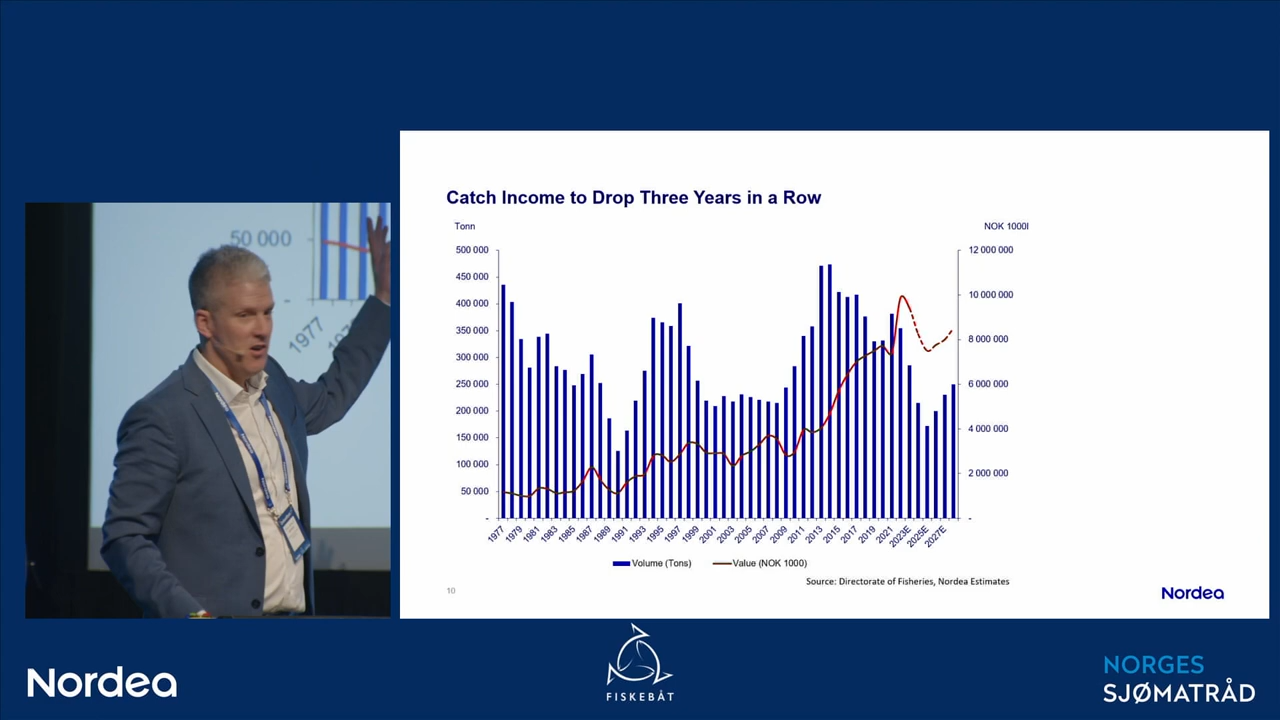 50 000
-
1977
Catch Income to Drop Three Years in a Row
Tonn
NOK 1000l
500 000
450 000
400 000
350 000
300 000
250 000
200 000
150 000
100 000
50 000
-
12 000 000
10 000 000
8 000 000
6 000 000
4 000 000
2 000 000
-
1977 1979 1981 1983 1985 1987 1989 1991 1993 1995 1997 1999 2001 2003 2005 2007 2009 2011 2013 2015 2017 2019 2021 2023E 2025E 2027E
Volume (Tons) Value (NOK 1000)
Source: Directorate of Fisheries, Nordea Estimates
10
Nordea
Nordea
FISKEBÅT
NORGES
SJØMATRÅD